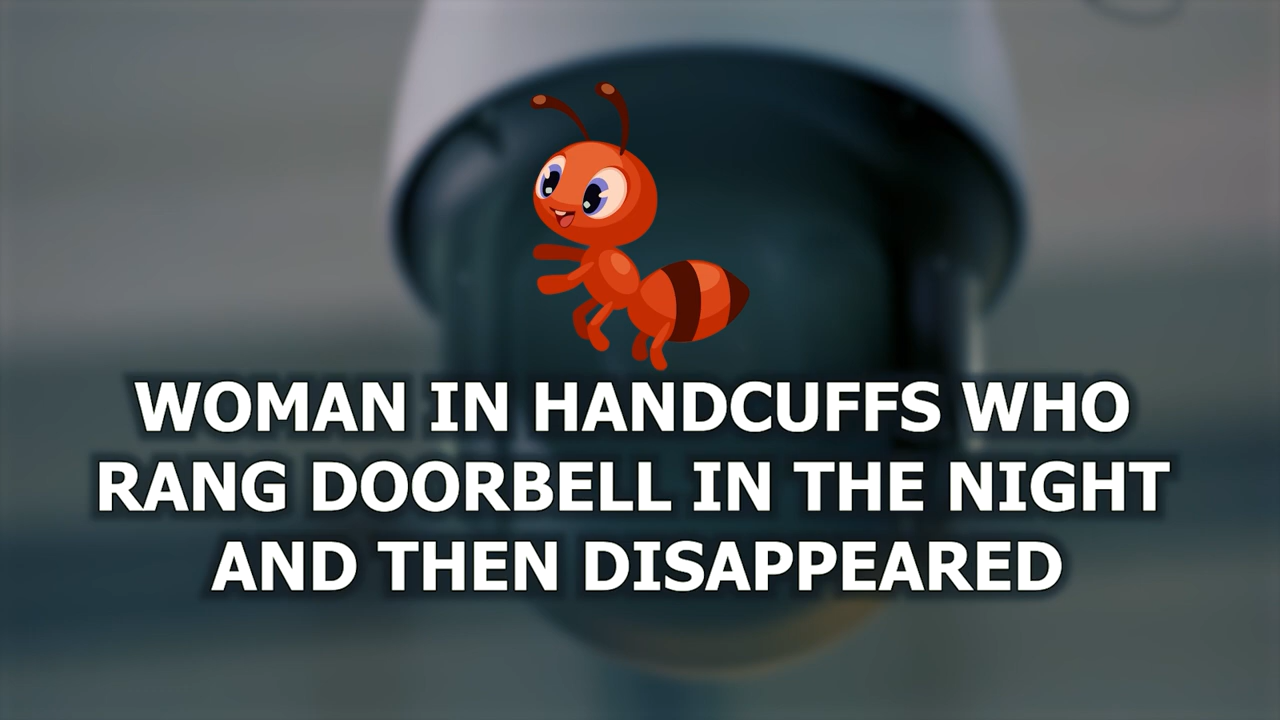 WOMAN IN HANDCUFFS WHO
RANG DOORBELL IN THE NIGHT
AND THEN DISAPPEARED